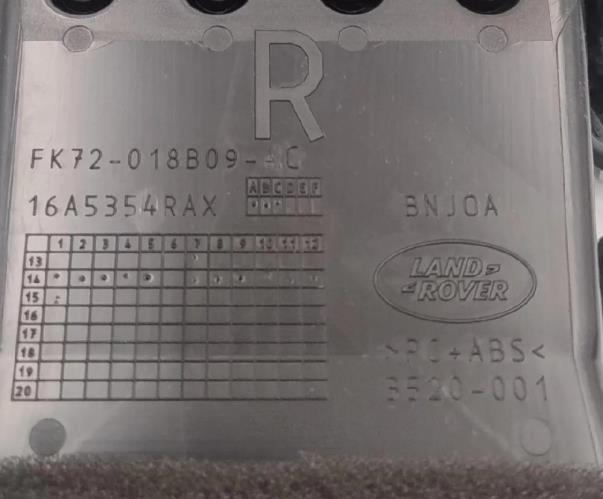 R
FK72-018B09-AC
16A5354RAX
A B C D E F
BNJOA
1 2 3 4 5 6 7 8 9 10 11 12
13
14
15
16
17
18
19
20
LAND
ROVER
>PC+ABS<
3520-001